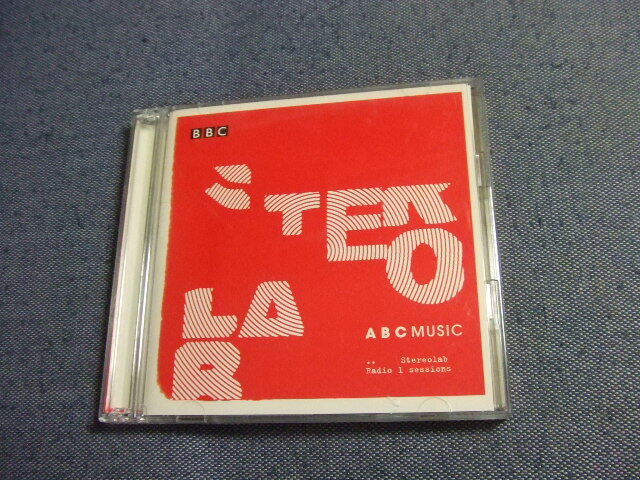 BBC
STEREO
LAB
ABC MUSIC
.. Stereolab
Radio 1 sessions